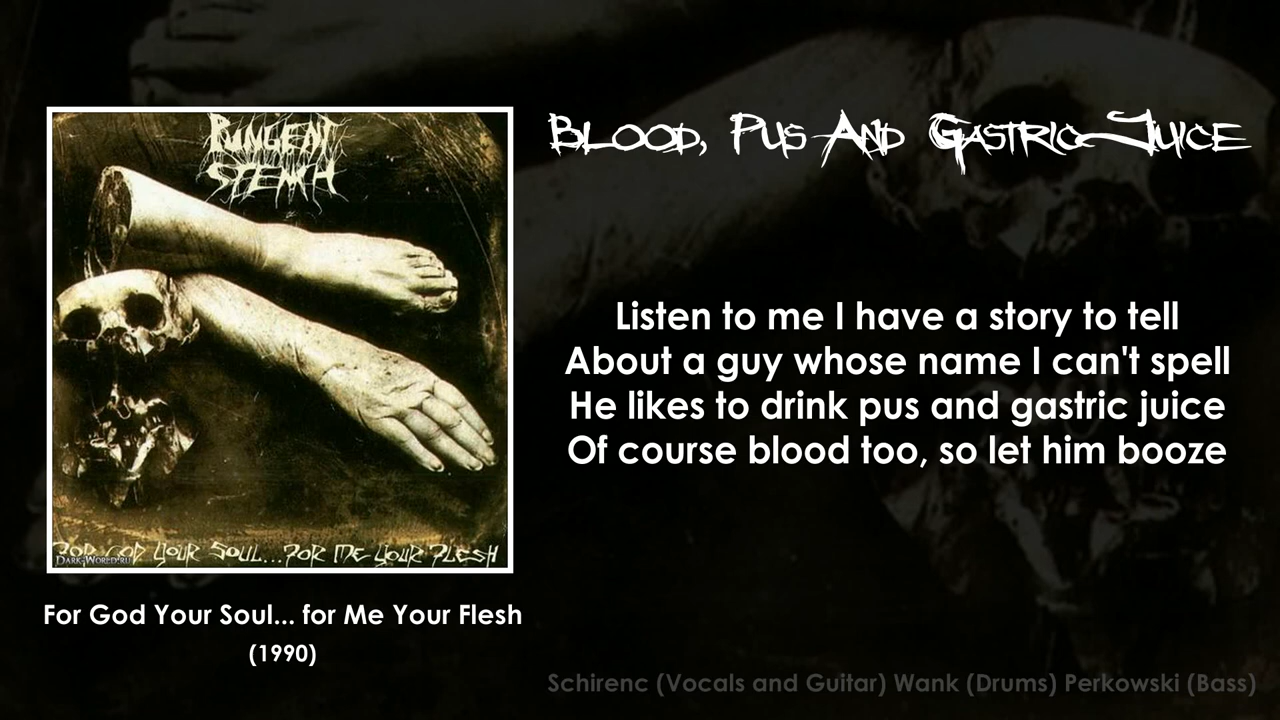 PUNGENT
STENCH
FOR GOD YOUR SOUL...FOR ME YOUR FLESH
DARK-WORLD.RU
For God Your Soul... for Me Your Flesh
(1990)
BLOOD, PUS AND GASTRIC JUICE
Listen to me I have a story to tell
About a guy whose name I can't spell
He likes to drink pus and gastric juice
Of course blood too, so let him booze
Schirenc (Vocals and Guitar) Wank (Drums) Perkowski (Bass)